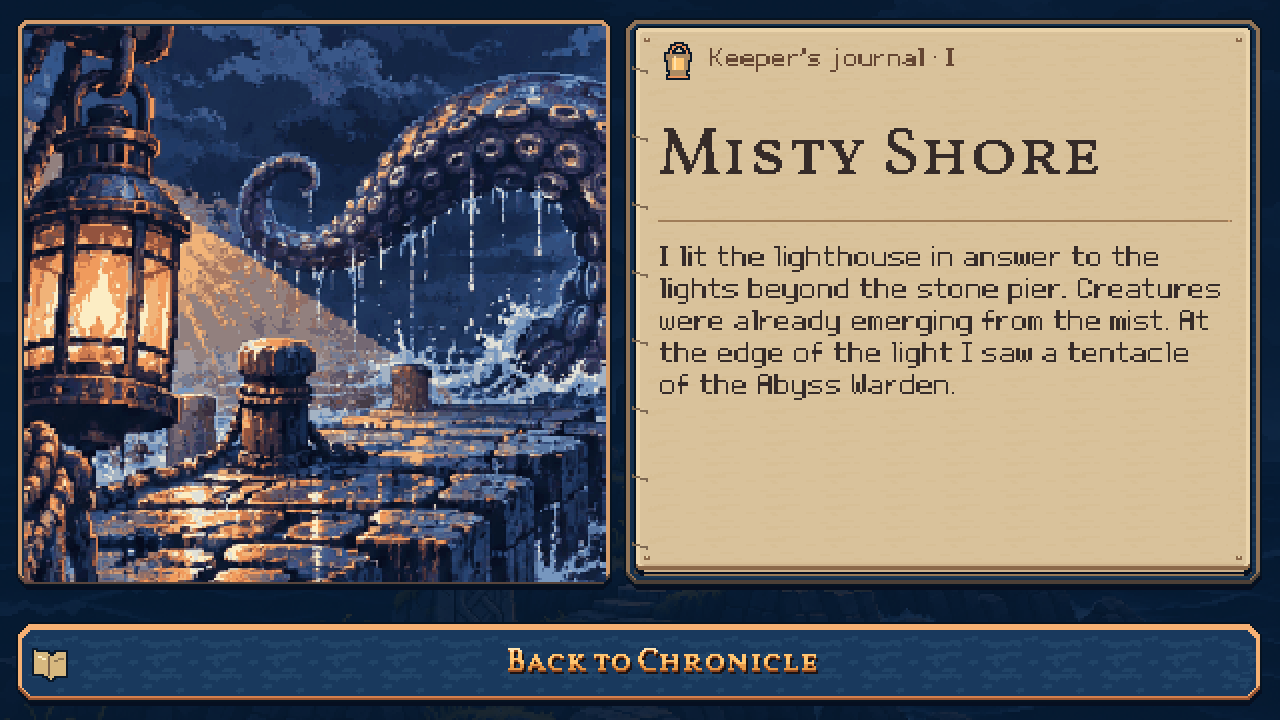 Keeper's journal · I
Misty Shore
I lit the lighthouse in answer to the
lights beyond the stone pier. Creatures
were already emerging from the mist. At
the edge of the light I saw a tentacle
of the Abyss Warden.
Back to Chronicle